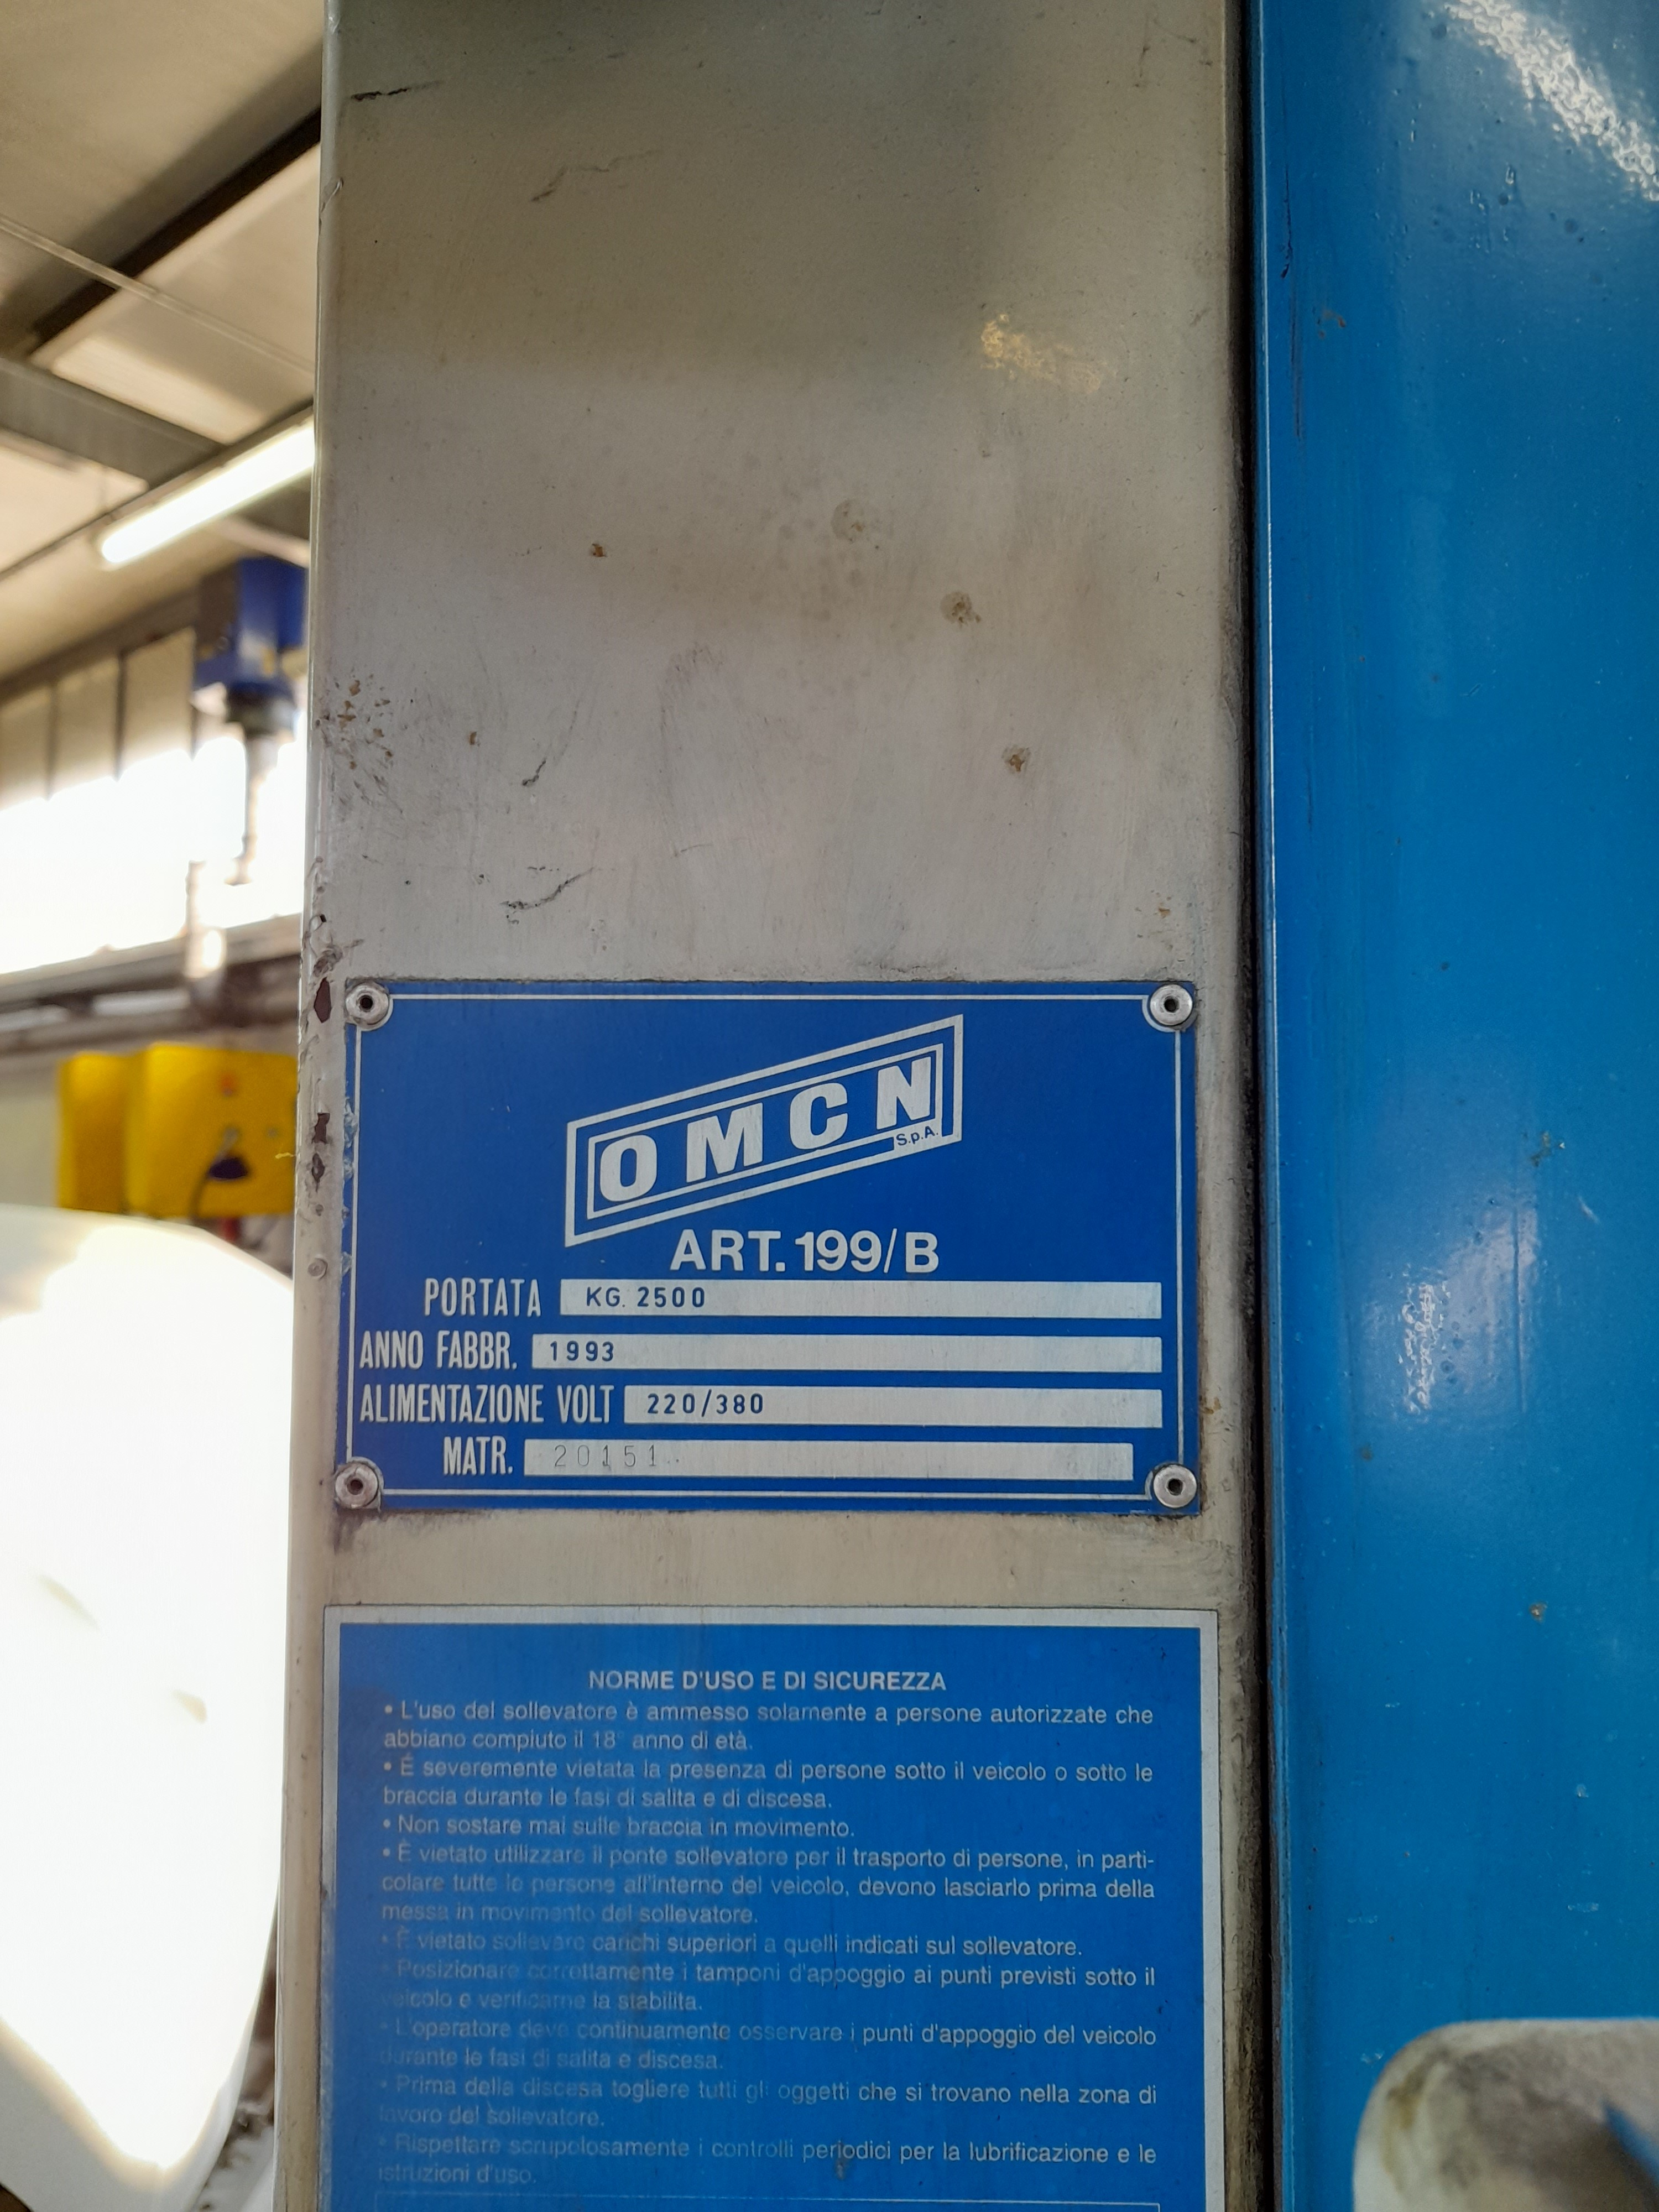 OMCN
S.p.A.
ART. 199/B
PORTATA KG. 2500
ANNO FABBR. 1993
ALIMENTAZIONE VOLT 220/380
MATR. 20151
NORME D'USO E DI SICUREZZA
• L'uso del sollevatore è ammesso solamente a persone autorizzate che
abbiano compiuto il 18° anno di età.
• É severemente vietata la presenza di persone sotto il veicolo o sotto le
braccia durante le fasi di salita e di discesa.
• Non sostare mai sulle braccia in movimento.
• È vietato utilizzare il ponte sollevatore per il trasporto di persone, in parti-
colare tutte le persone all'interno del veicolo, devono lasciarlo prima della
messa in movimento del sollevatore.
• È vietato sollevare carichi superiori a quelli indicati sul sollevatore.
• Posizionare correttamente i tamponi d'appoggio ai punti previsti sotto il
veicolo e verificarne la stabilita.
• L'operatore deve continuamente osservare i punti d'appoggio del veicolo
durante le fasi di salita e discesa.
• Prima della discesa togliere tutti gli oggetti che si trovano nella zona di
lavoro del sollevatore.
• Rispettare scrupolosamente i controlli periodici per la lubrificazione e le
istruzioni d'uso.